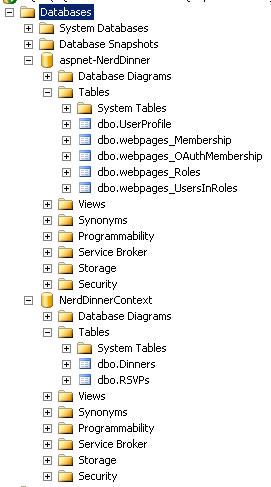 Databases
System Databases
Database Snapshots
aspnet-NerdDinner
Database Diagrams
Tables
System Tables
dbo.UserProfile
dbo.webpages_Membership
dbo.webpages_OAuthMembership
dbo.webpages_Roles
dbo.webpages_UsersInRoles
Views
Synonyms
Programmability
Service Broker
Storage
Security
NerdDinnerContext
Database Diagrams
Tables
System Tables
dbo.Dinners
dbo.RSVPs
Views
Synonyms
Programmability
Service Broker
Storage
Security